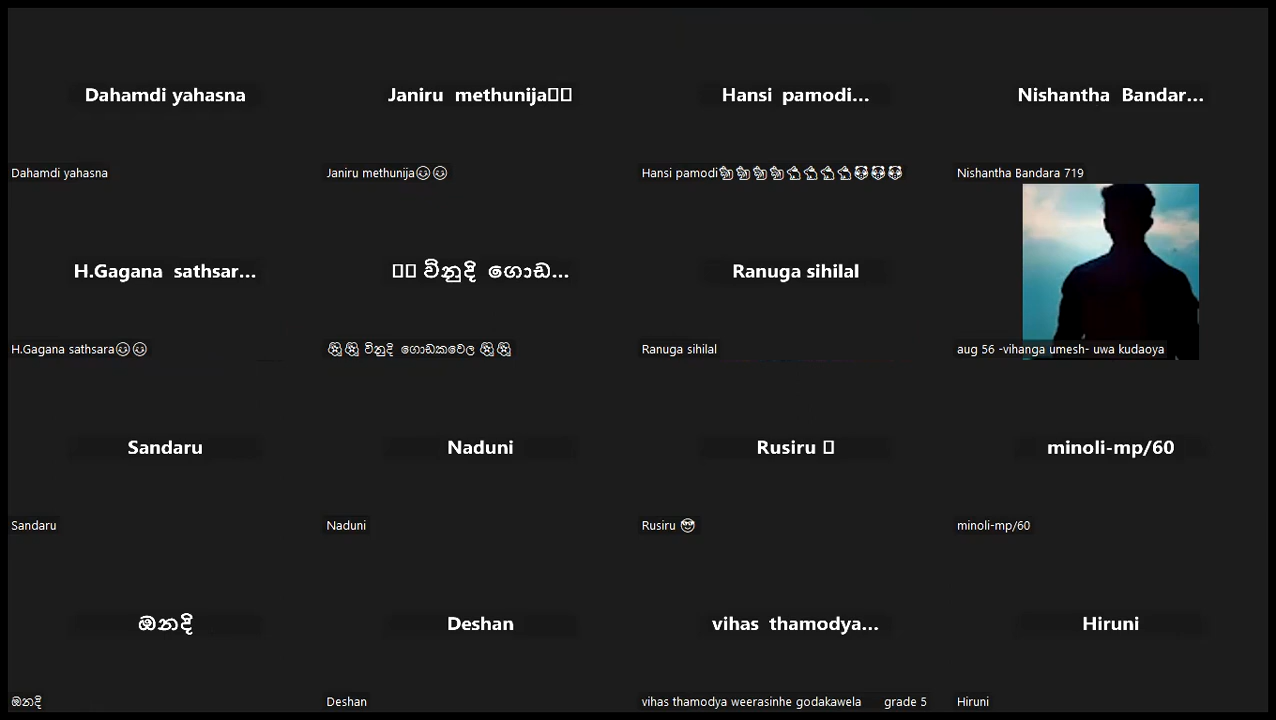 Dahamdi yahasna
Janiru methunija▯▯
Hansi pamodi...
Nishantha Bandar...
Dahamdi yahasna
Janiru methunija😊😊
Hansi pamodi🐿🐿🐿🐿🐩🐩🐩🐩🐼🐼🐼
Nishantha Bandara 719
H.Gagana sathsar...
▯▯ විනුදි ගොඩ...
Ranuga sihilal
H.Gagana sathsara😊😊
විනුදි ගොඩකවෙල
Ranuga sihilal
aug 56 -vihanga umesh- uwa kudaoya
Sandaru
Naduni
Rusiru ▯
minoli-mp/60
Sandaru
Naduni
Rusiru 😎
minoli-mp/60
ඔනදි
Deshan
vihas thamodya...
Hiruni
ඔනදි
Deshan
vihas thamodya weerasinhe godakawela grade 5
Hiruni